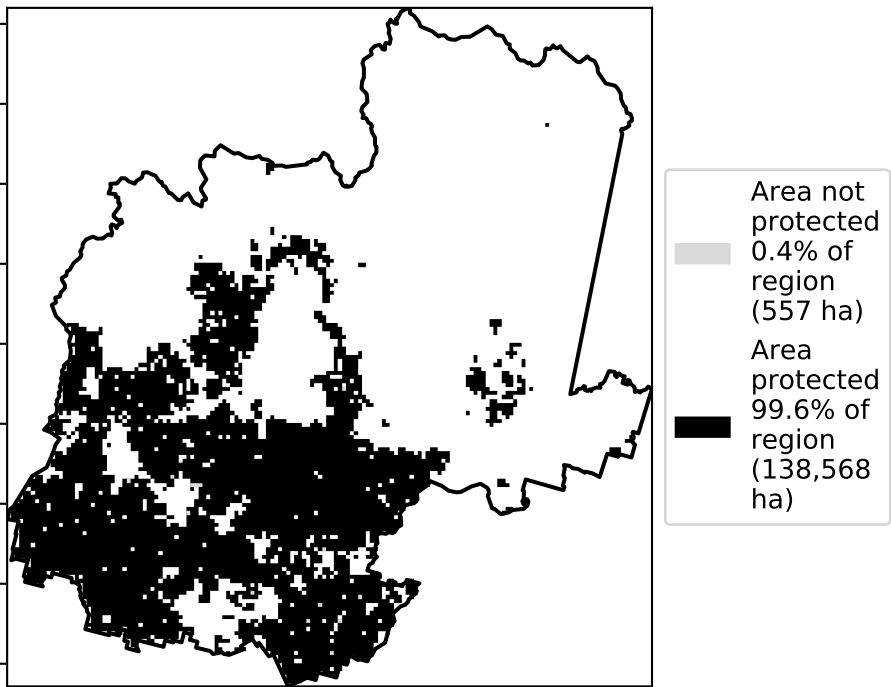 Area not
protected
0.4% of
region
(557 ha)
Area
protected
99.6% of
region
(138,568
ha)